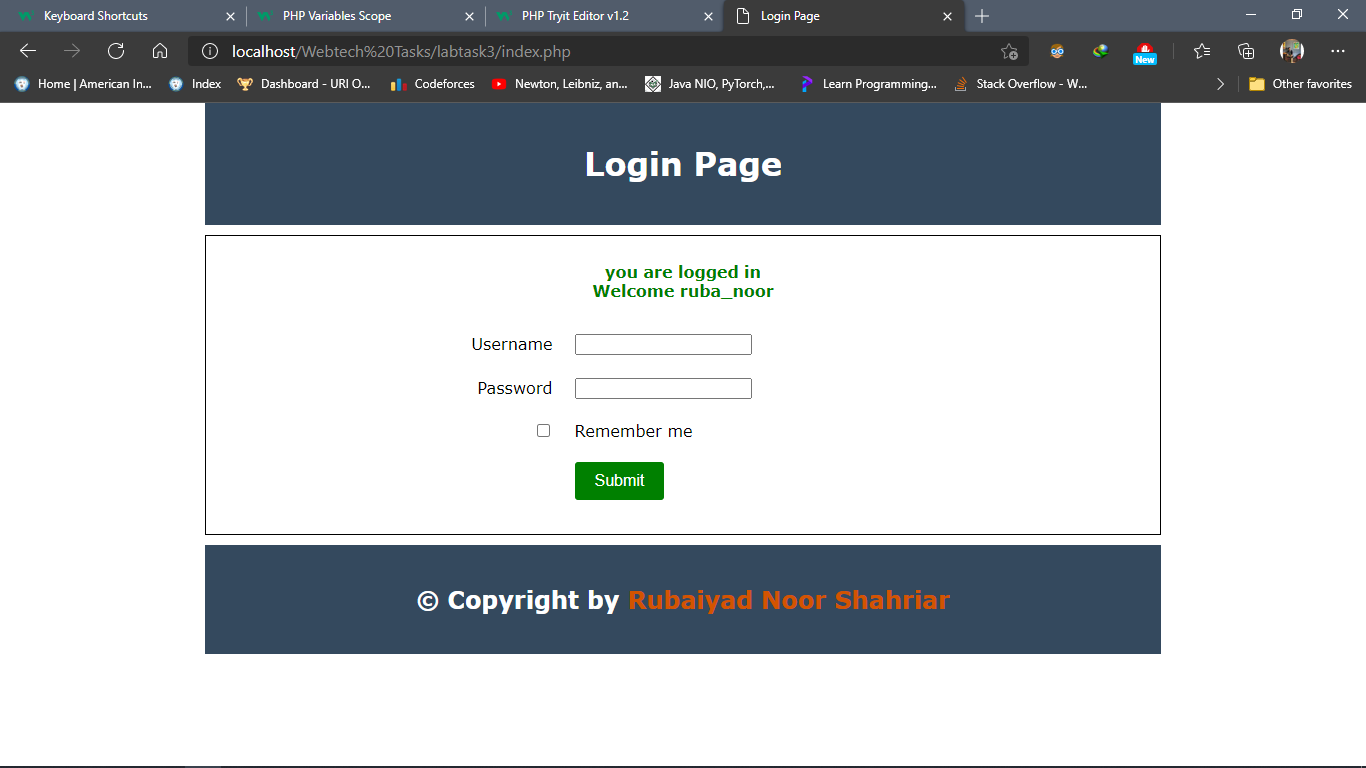 Keyboard Shortcuts
PHP Variables Scope
PHP Tryit Editor v1.2
Login Page
localhost/Webtech%20Tasks/labtask3/index.php
New
Home | American In...
Index
Dashboard - URI O...
Codeforces
Newton, Leibniz, an...
Java NIO, PyTorch,...
Learn Programming...
Stack Overflow - W...
Other favorites
Login Page
you are logged in
Welcome ruba_noor
Username
Password
Remember me
Submit
© Copyright by Rubaiyad Noor Shahriar